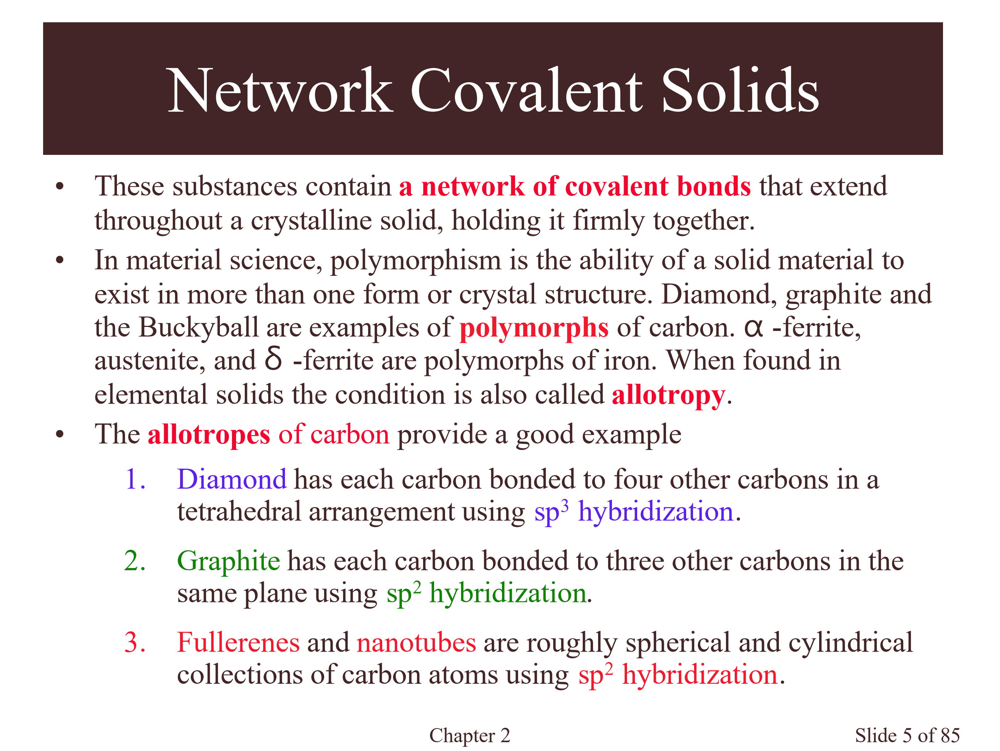 Network Covalent Solids
• These substances contain a network of covalent bonds that extend
throughout a crystalline solid, holding it firmly together.
• In material science, polymorphism is the ability of a solid material to
exist in more than one form or crystal structure. Diamond, graphite and
the Buckyball are examples of polymorphs of carbon. α -ferrite,
austenite, and δ -ferrite are polymorphs of iron. When found in
elemental solids the condition is also called allotropy.
• The allotropes of carbon provide a good example
1. Diamond has each carbon bonded to four other carbons in a
tetrahedral arrangement using sp³ hybridization.
2. Graphite has each carbon bonded to three other carbons in the
same plane using sp² hybridization.
3. Fullerenes and nanotubes are roughly spherical and cylindrical
collections of carbon atoms using sp² hybridization.
Chapter 2
Slide 5 of 85